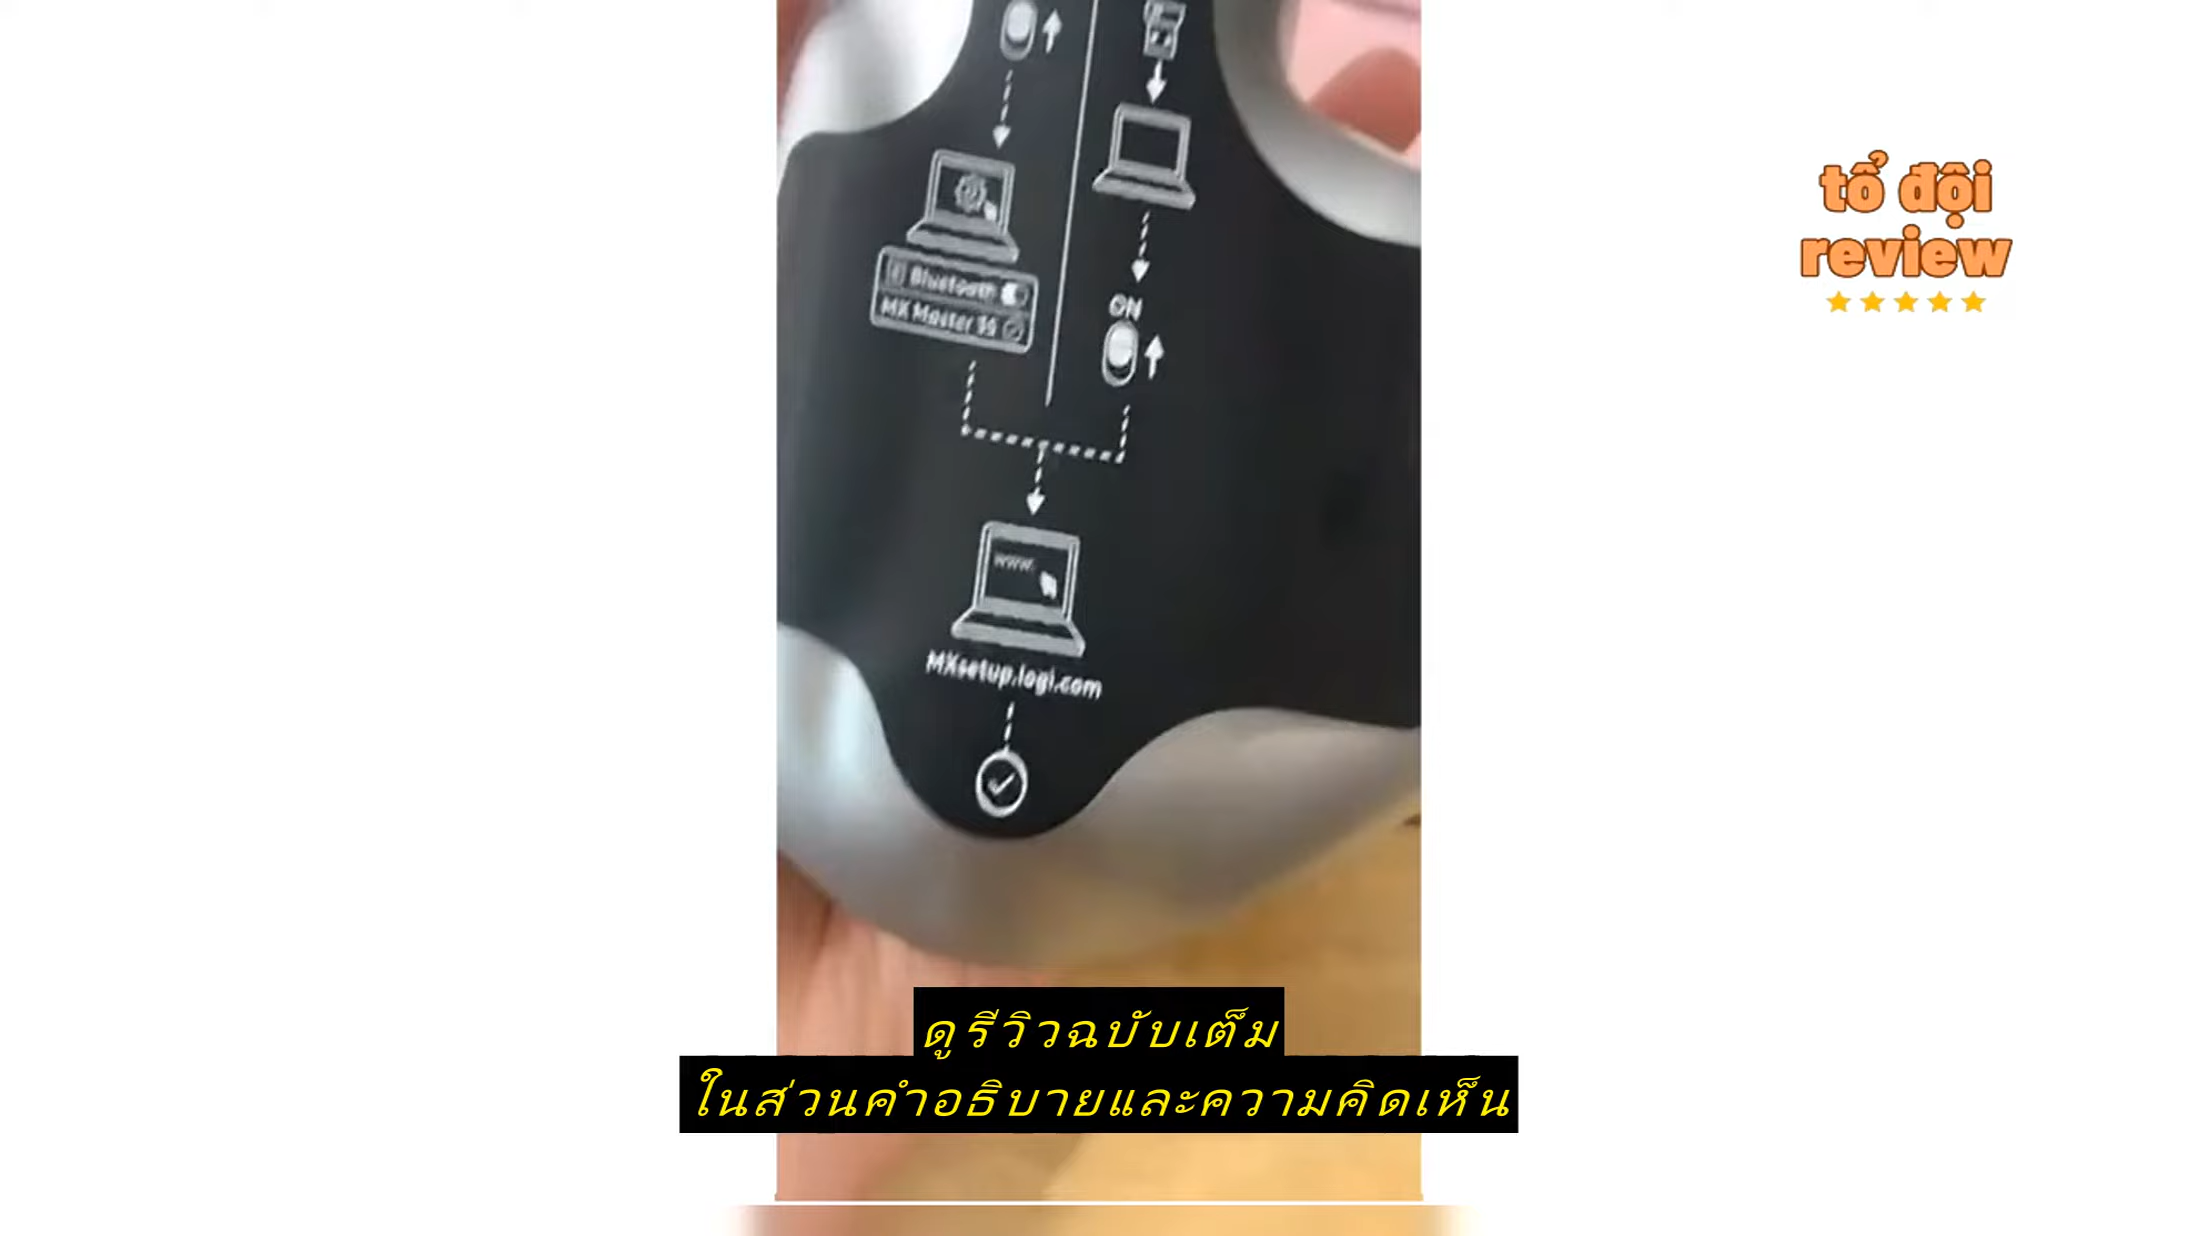 tổ đội
review
ON
Bluetooth
MX Master 3S
www.
MXsetup.logi.com
ดูรีวิวฉบับเต็ม
ในส่วนคำอธิบายและความคิดเห็น